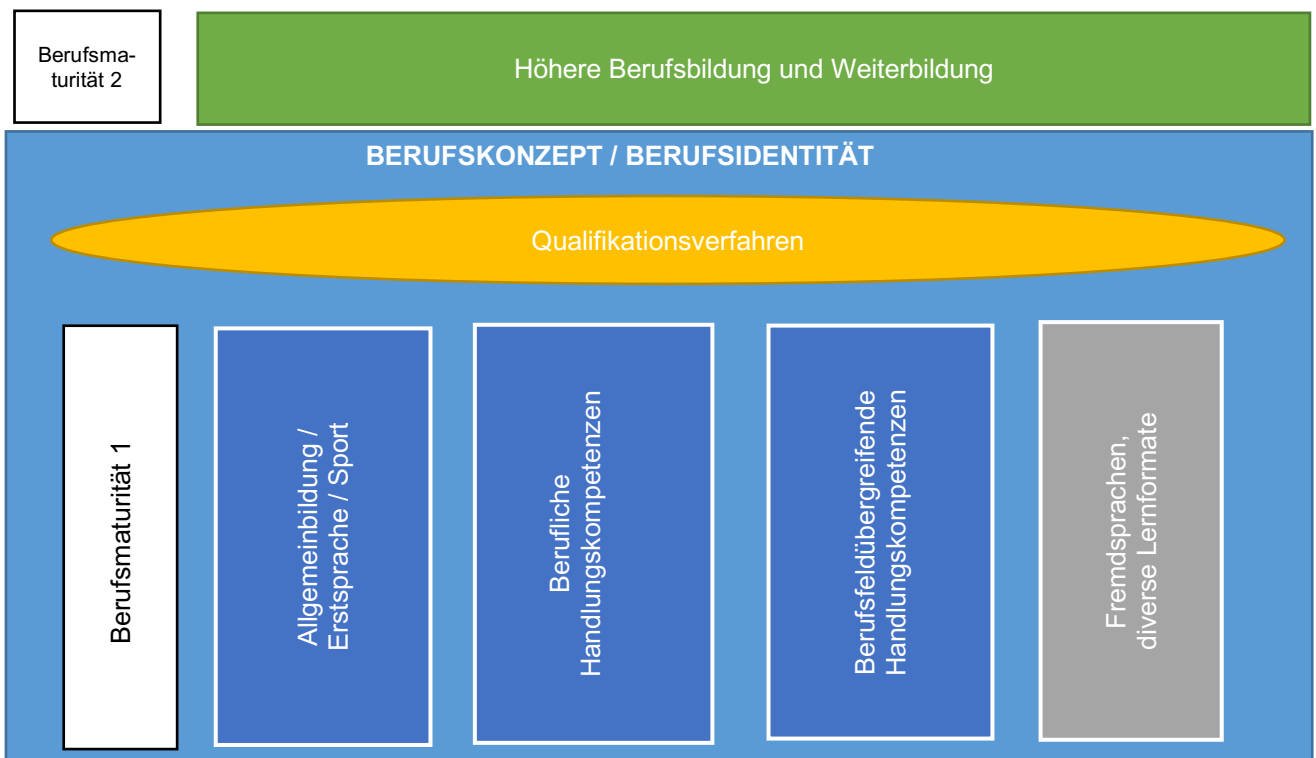 Berufsma-
turität 2
Höhere Berufsbildung und Weiterbildung
BERUFSKONZEPT / BERUFSIDENTITÄT
Qualifikationsverfahren
Berufsmaturität 1
Allgemeinbildung /
Erstsprache / Sport
Berufliche
Handlungskompetenzen
Berufsfeldübergreifende
Handlungskompetenzen
Fremdsprachen,
diverse Lernformate